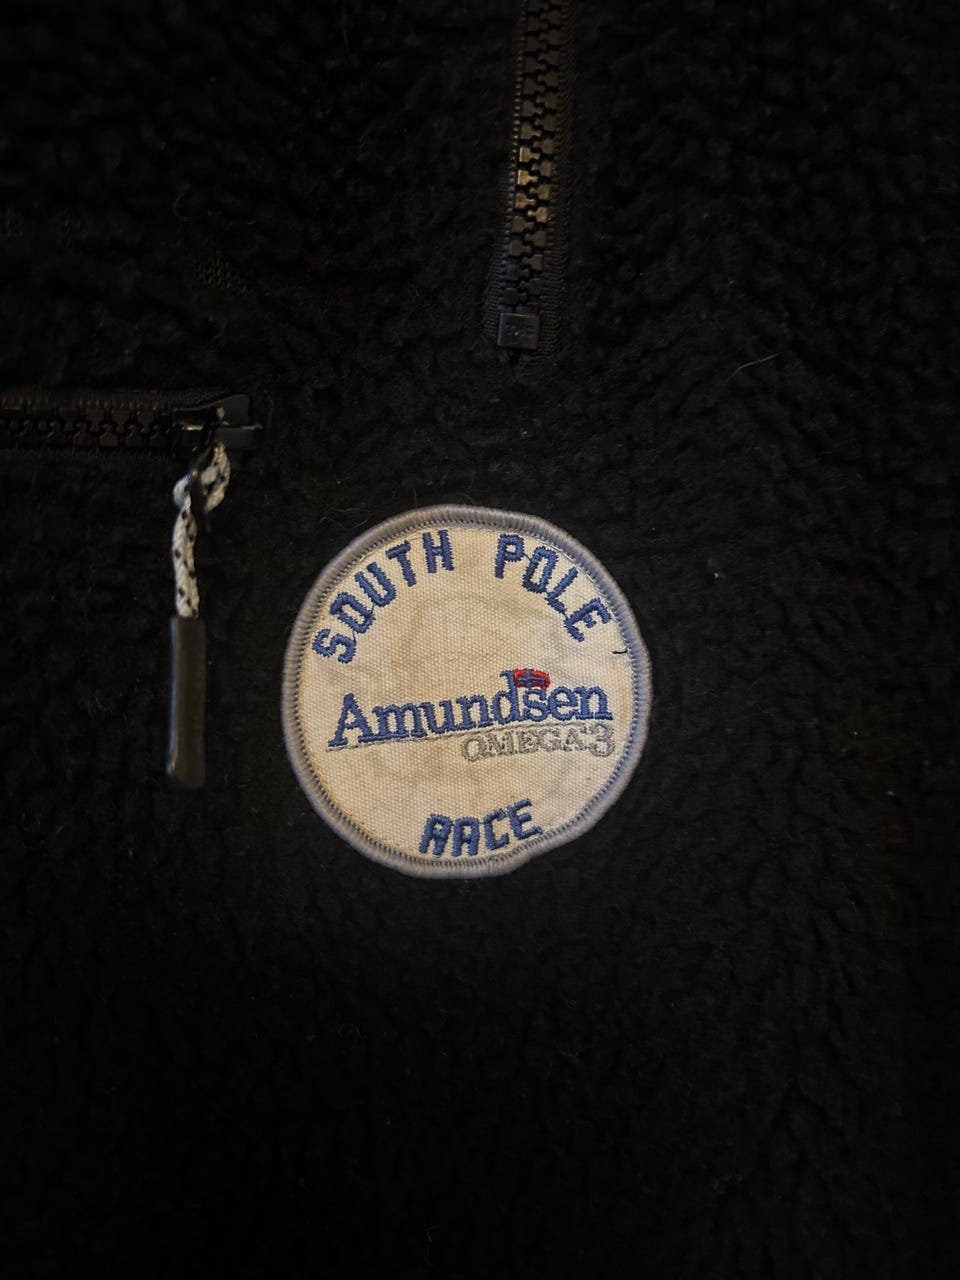 SOUTH POLE
Amundsen
OMEGA'3
RACE